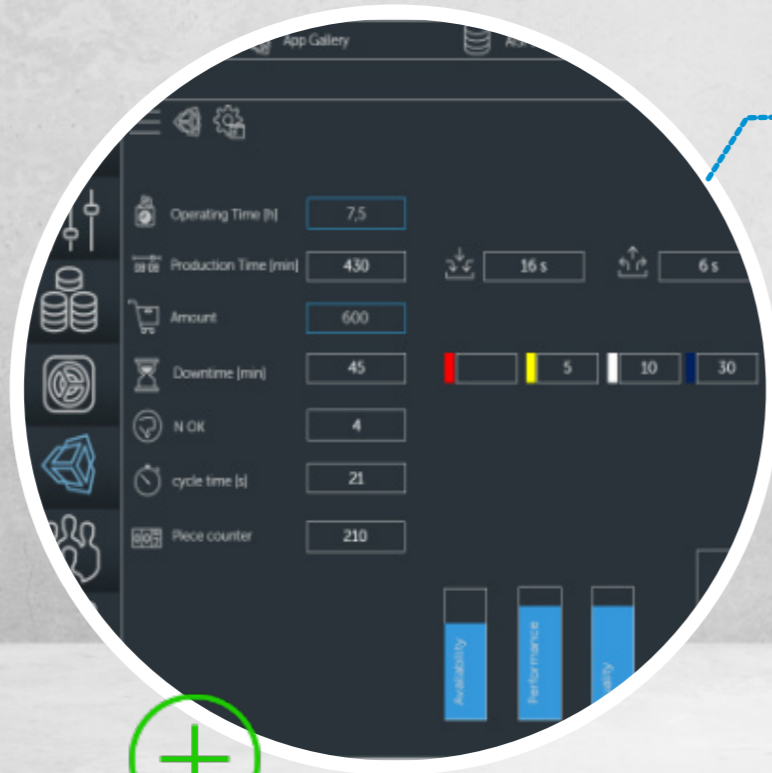 App Gallery
Operating Time [h] 7,5
Production Time [min] 430 16 s 6 s
Amount 600
Downtime [min] 45 5 10 30
N OK 4
cycle time [s] 21
Piece counter 210
Availability
Performance